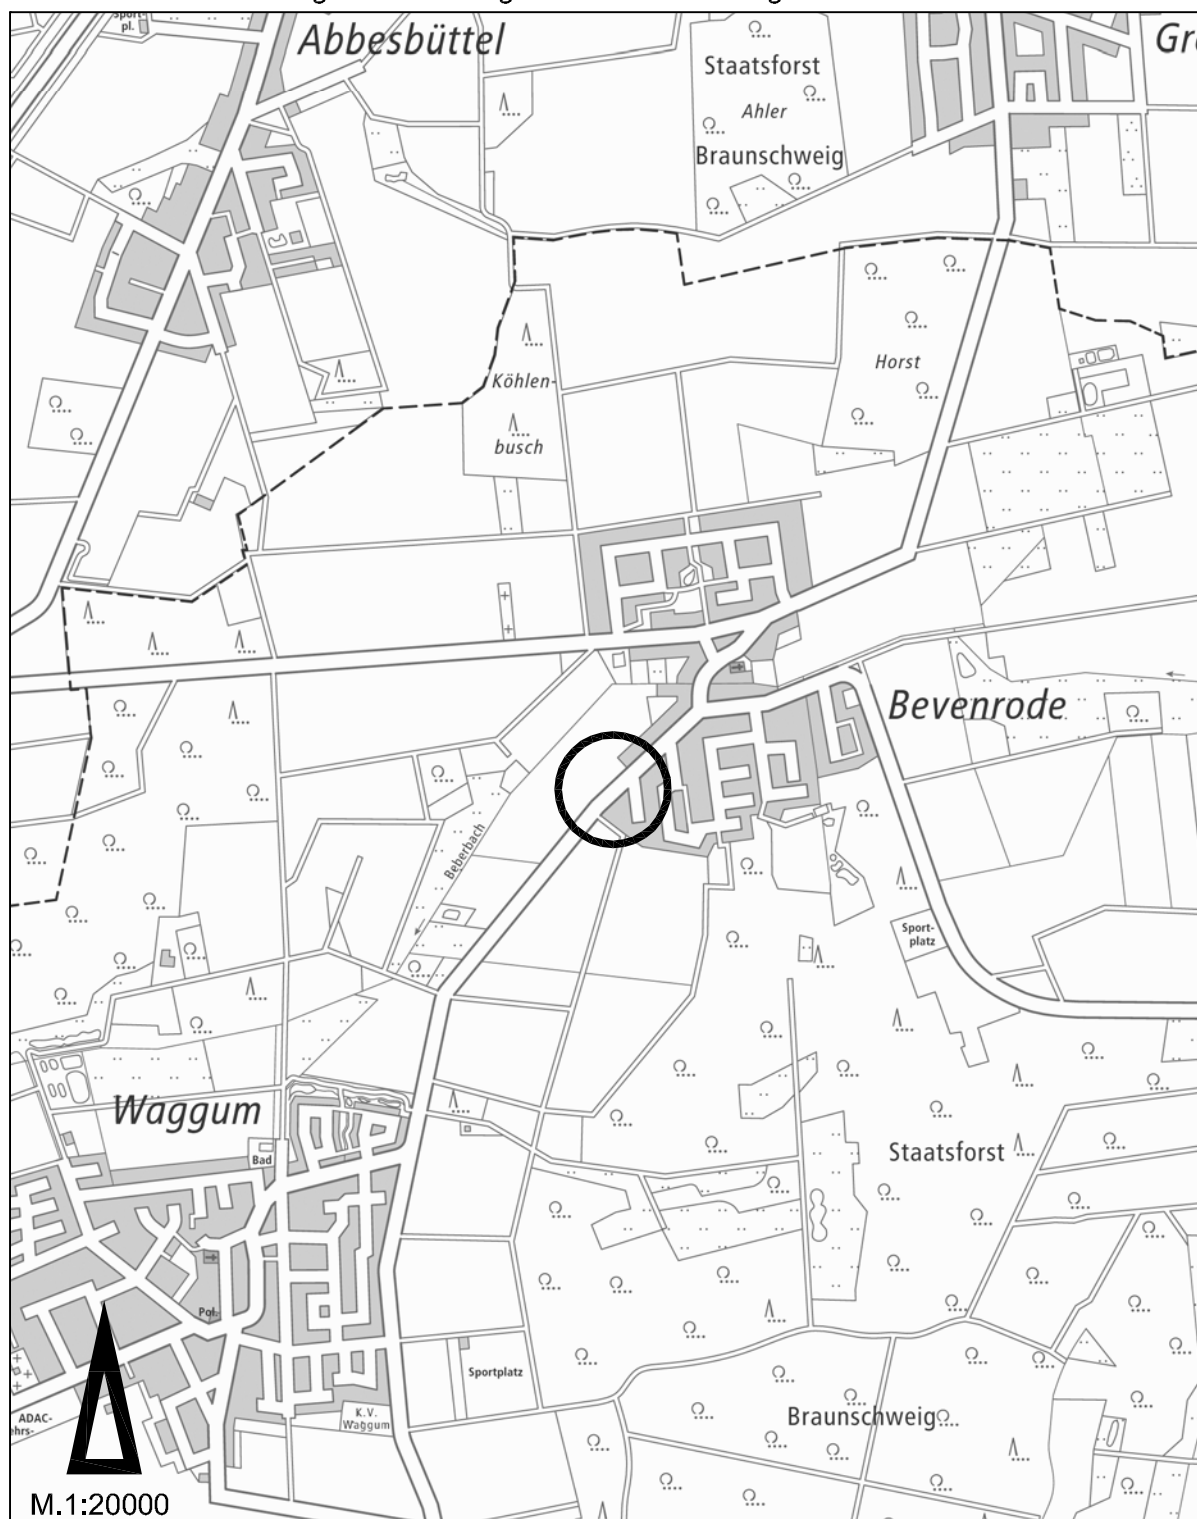 Sport-
pl.
Abbesbüttel
Staatsforst
Ahler
Braunschweig
Köhlen-
busch
Horst
Bevenrode
Beberbach
Sport-
platz
Waggum
Bad
Staatsforst
Pol.
Sportplatz
K.V.
Waggum
Braunschweig
ADAC-
ehrs-
M.1:20000